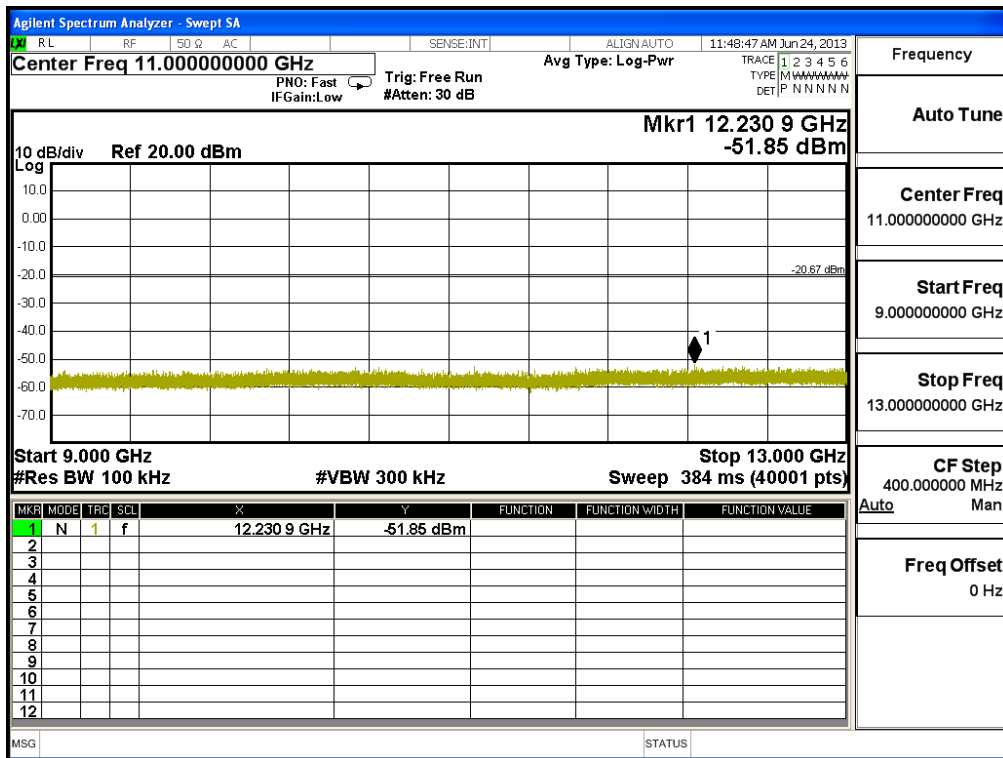 Agilent Spectrum Analyzer - Swept SA
LXI RL RF 50 Ω AC SENSE:INT ALIGN AUTO 11:48:47 AM Jun 24, 2013
Center Freq 11.000000000 GHz
PNO: Fast
IFGain:Low
Trig: Free Run
#Atten: 30 dB
Avg Type: Log-Pwr
TRACE 1 2 3 4 5 6
TYPE M WWWWW
DET P N N N N N
Mkr1 12.230 9 GHz
-51.85 dBm
10 dB/div Ref 20.00 dBm
Log
10.0
0.00
-10.0
-20.0
-20.67 dBm
-30.0
-40.0
1
-50.0
-60.0
-70.0
Start 9.000 GHz Stop 13.000 GHz
#Res BW 100 kHz #VBW 300 kHz Sweep 384 ms (40001 pts)
MKR MODE TRC SCL X Y FUNCTION FUNCTION WIDTH FUNCTION VALUE
1 N 1 f 12.230 9 GHz -51.85 dBm
2
3
4
5
6
7
8
9
10
11
12
MSG STATUS
Frequency
Auto Tune
Center Freq
11.000000000 GHz
Start Freq
9.000000000 GHz
Stop Freq
13.000000000 GHz
CF Step
400.000000 MHz
Auto Man
Freq Offset
0 Hz